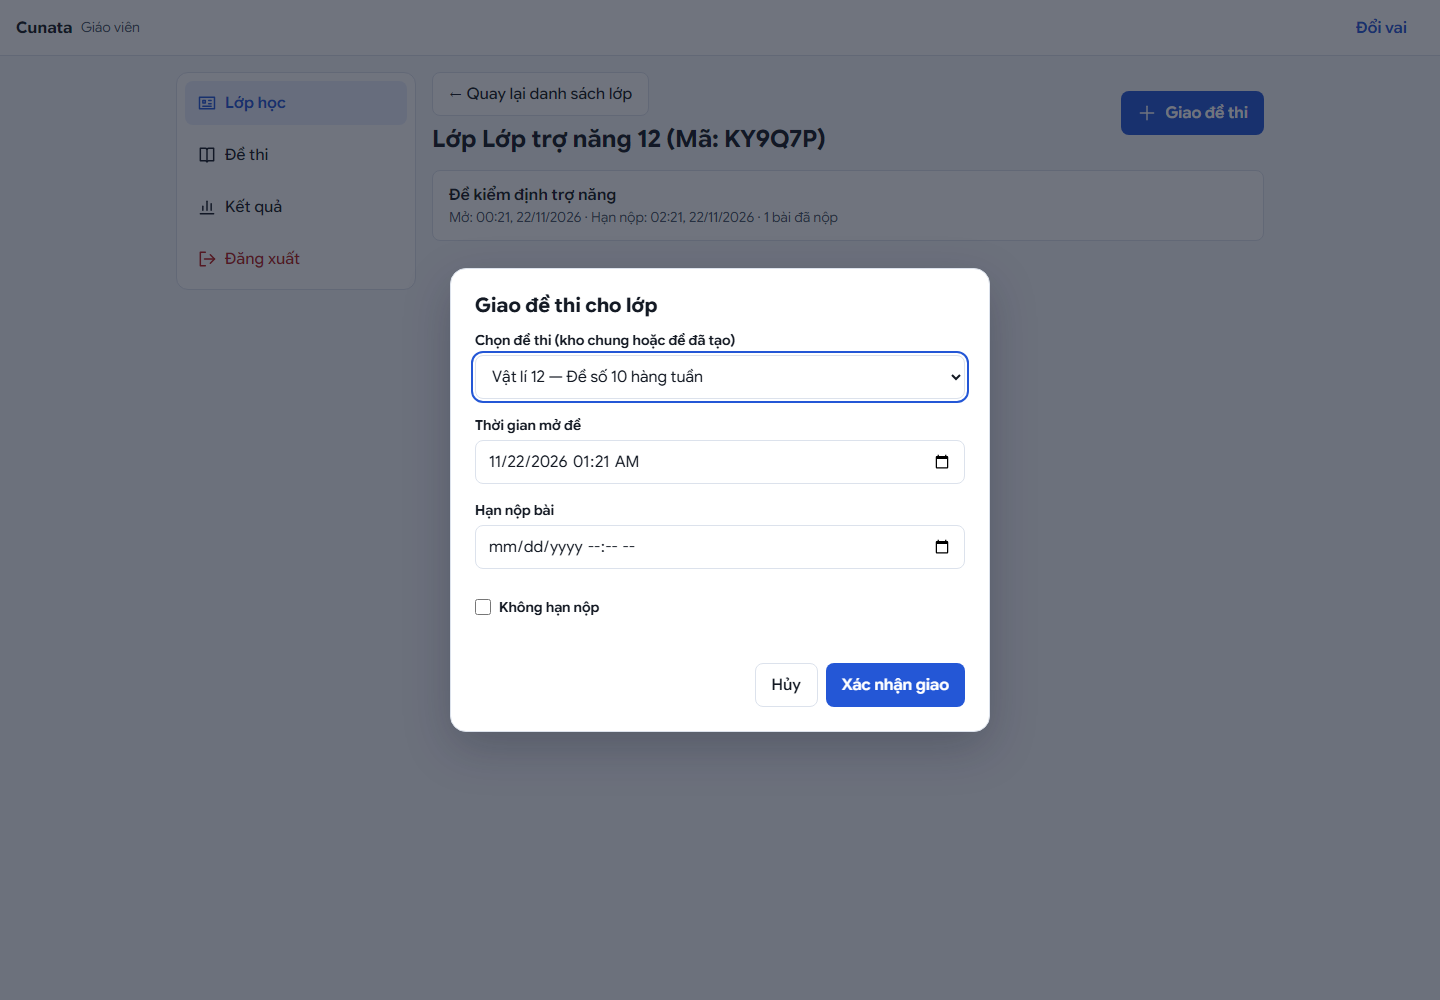 Cunata Giáo viên
Đổi vai
Lớp học
Đề thi
Kết quả
Đăng xuất
← Quay lại danh sách lớp
Lớp Lớp trợ năng 12 (Mã: KY9Q7P)
Giao đề thi
Đề kiểm định trợ năng
Mở: 00:21, 22/11/2026 · Hạn nộp: 02:21, 22/11/2026 · 1 bài đã nộp
Giao đề thi cho lớp
Chọn đề thi (kho chung hoặc đề đã tạo)
Vật lí 12 — Đề số 10 hàng tuần
Thời gian mở đề
11/22/2026 01:21 AM
Hạn nộp bài
mm/dd/yyyy --:-- --
Không hạn nộp
Hủy
Xác nhận giao